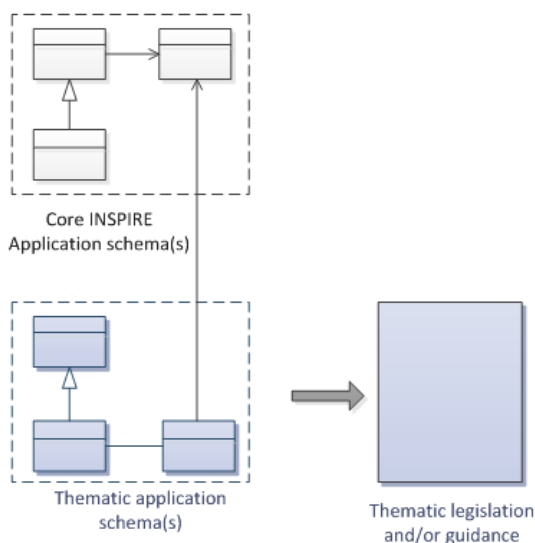 Core INSPIRE
Application schema(s)
Thematic application
schema(s)
Thematic legislation
and/or guidance